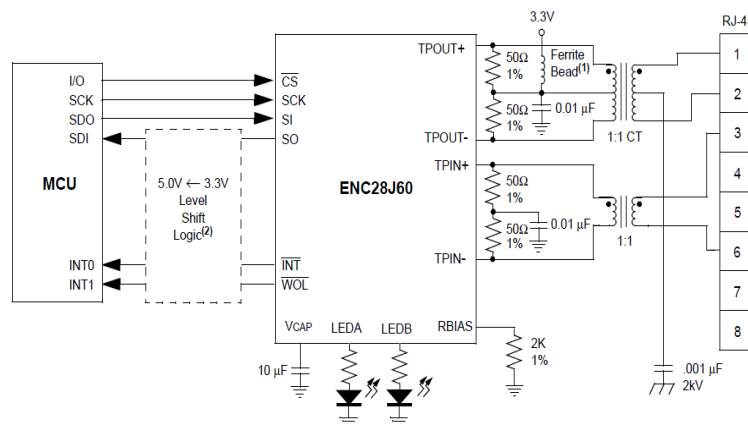 MCU
I/O
SCK
SDO
SDI
INT0
INT1
5.0V ← 3.3V
Level
Shift
Logic(2)
ENC28J60
CS
SCK
SI
SO
INT
WOL
VCAP
LEDA
LEDB
RBIAS
TPOUT+
TPOUT-
TPIN+
TPIN-
10 µF
2K
1%
3.3V
Ferrite
Bead(1)
50Ω
1%
50Ω
1%
0.01 µF
1:1 CT
50Ω
1%
50Ω
1%
0.01 µF
1:1
.001 µF
2kV
1
2
3
4
5
6
7
8